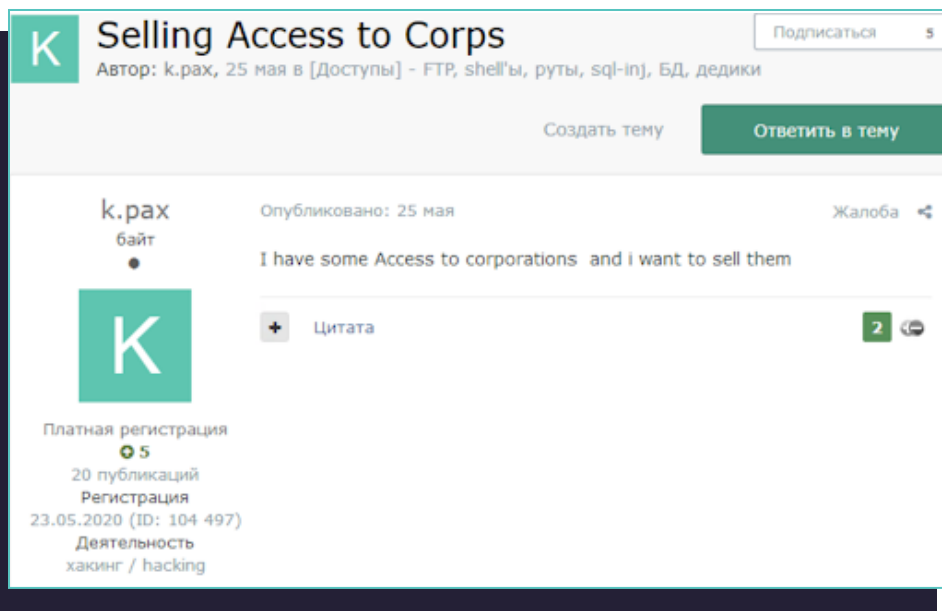 K
Selling Access to Corps
Подписаться 5
Автор: k.pax, 25 мая в [Доступы] - FTP, shell'ы, руты, sql-inj, БД, дедики
Создать тему
Ответить в тему
k.pax
байт
K
Платная регистрация
5
20 публикаций
Регистрация
23.05.2020 (ID: 104 497)
Деятельность
хакинг / hacking
Опубликовано: 25 мая
Жалоба
I have some Access to corporations and i want to sell them
+ Цитата
2